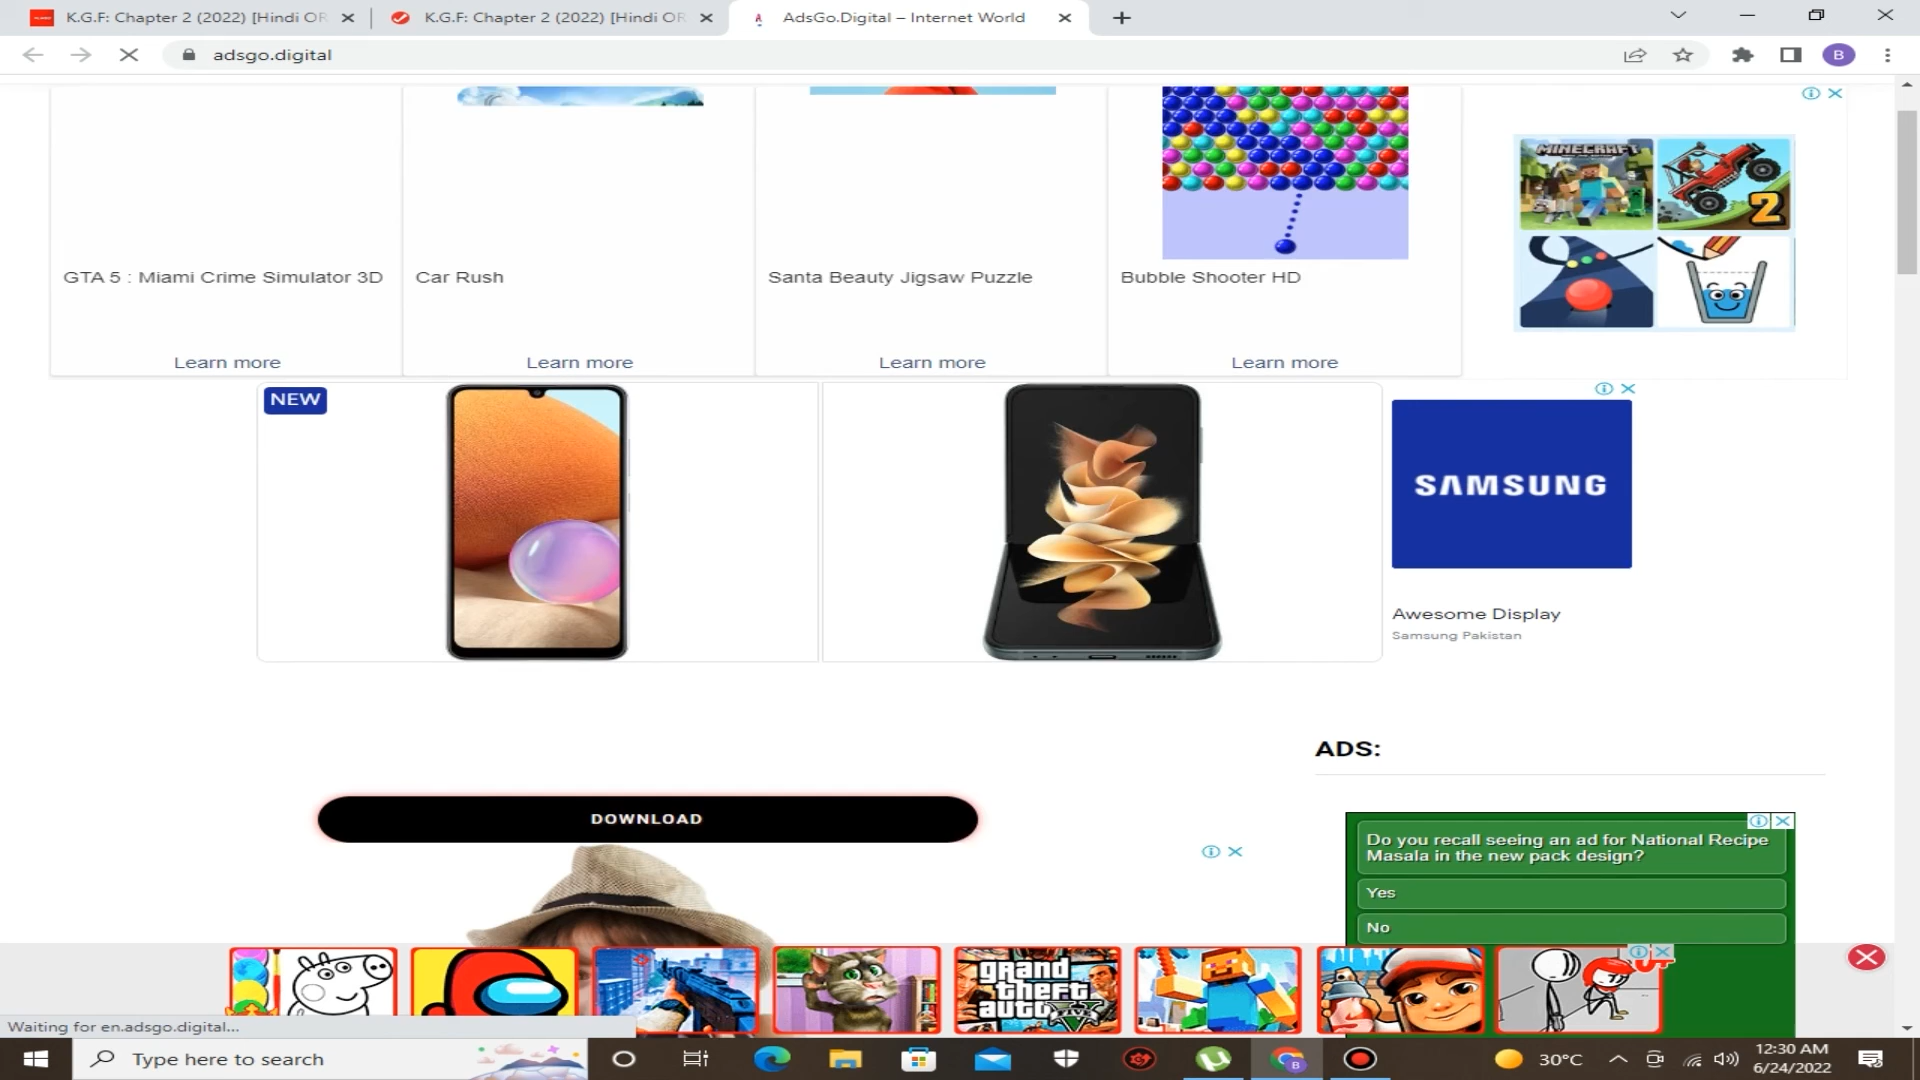 K.G.F: Chapter 2 (2022) [Hindi OR
K.G.F: Chapter 2 (2022) [Hindi OR
AdsGo.Digital – Internet World
adsgo.digital
B
GTA 5 : Miami Crime Simulator 3D
Car Rush
Santa Beauty Jigsaw Puzzle
Bubble Shooter HD
MINECRAFT
2
Learn more
Learn more
Learn more
Learn more
NEW
SAMSUNG
Awesome Display
Samsung Pakistan
ADS:
DOWNLOAD
Do you recall seeing an ad for National Recipe
Masala in the new pack design?
Yes
No
grand
theft
auto
V
Waiting for en.adsgo.digital...
Type here to search
30°C
12:30 AM
6/24/2022